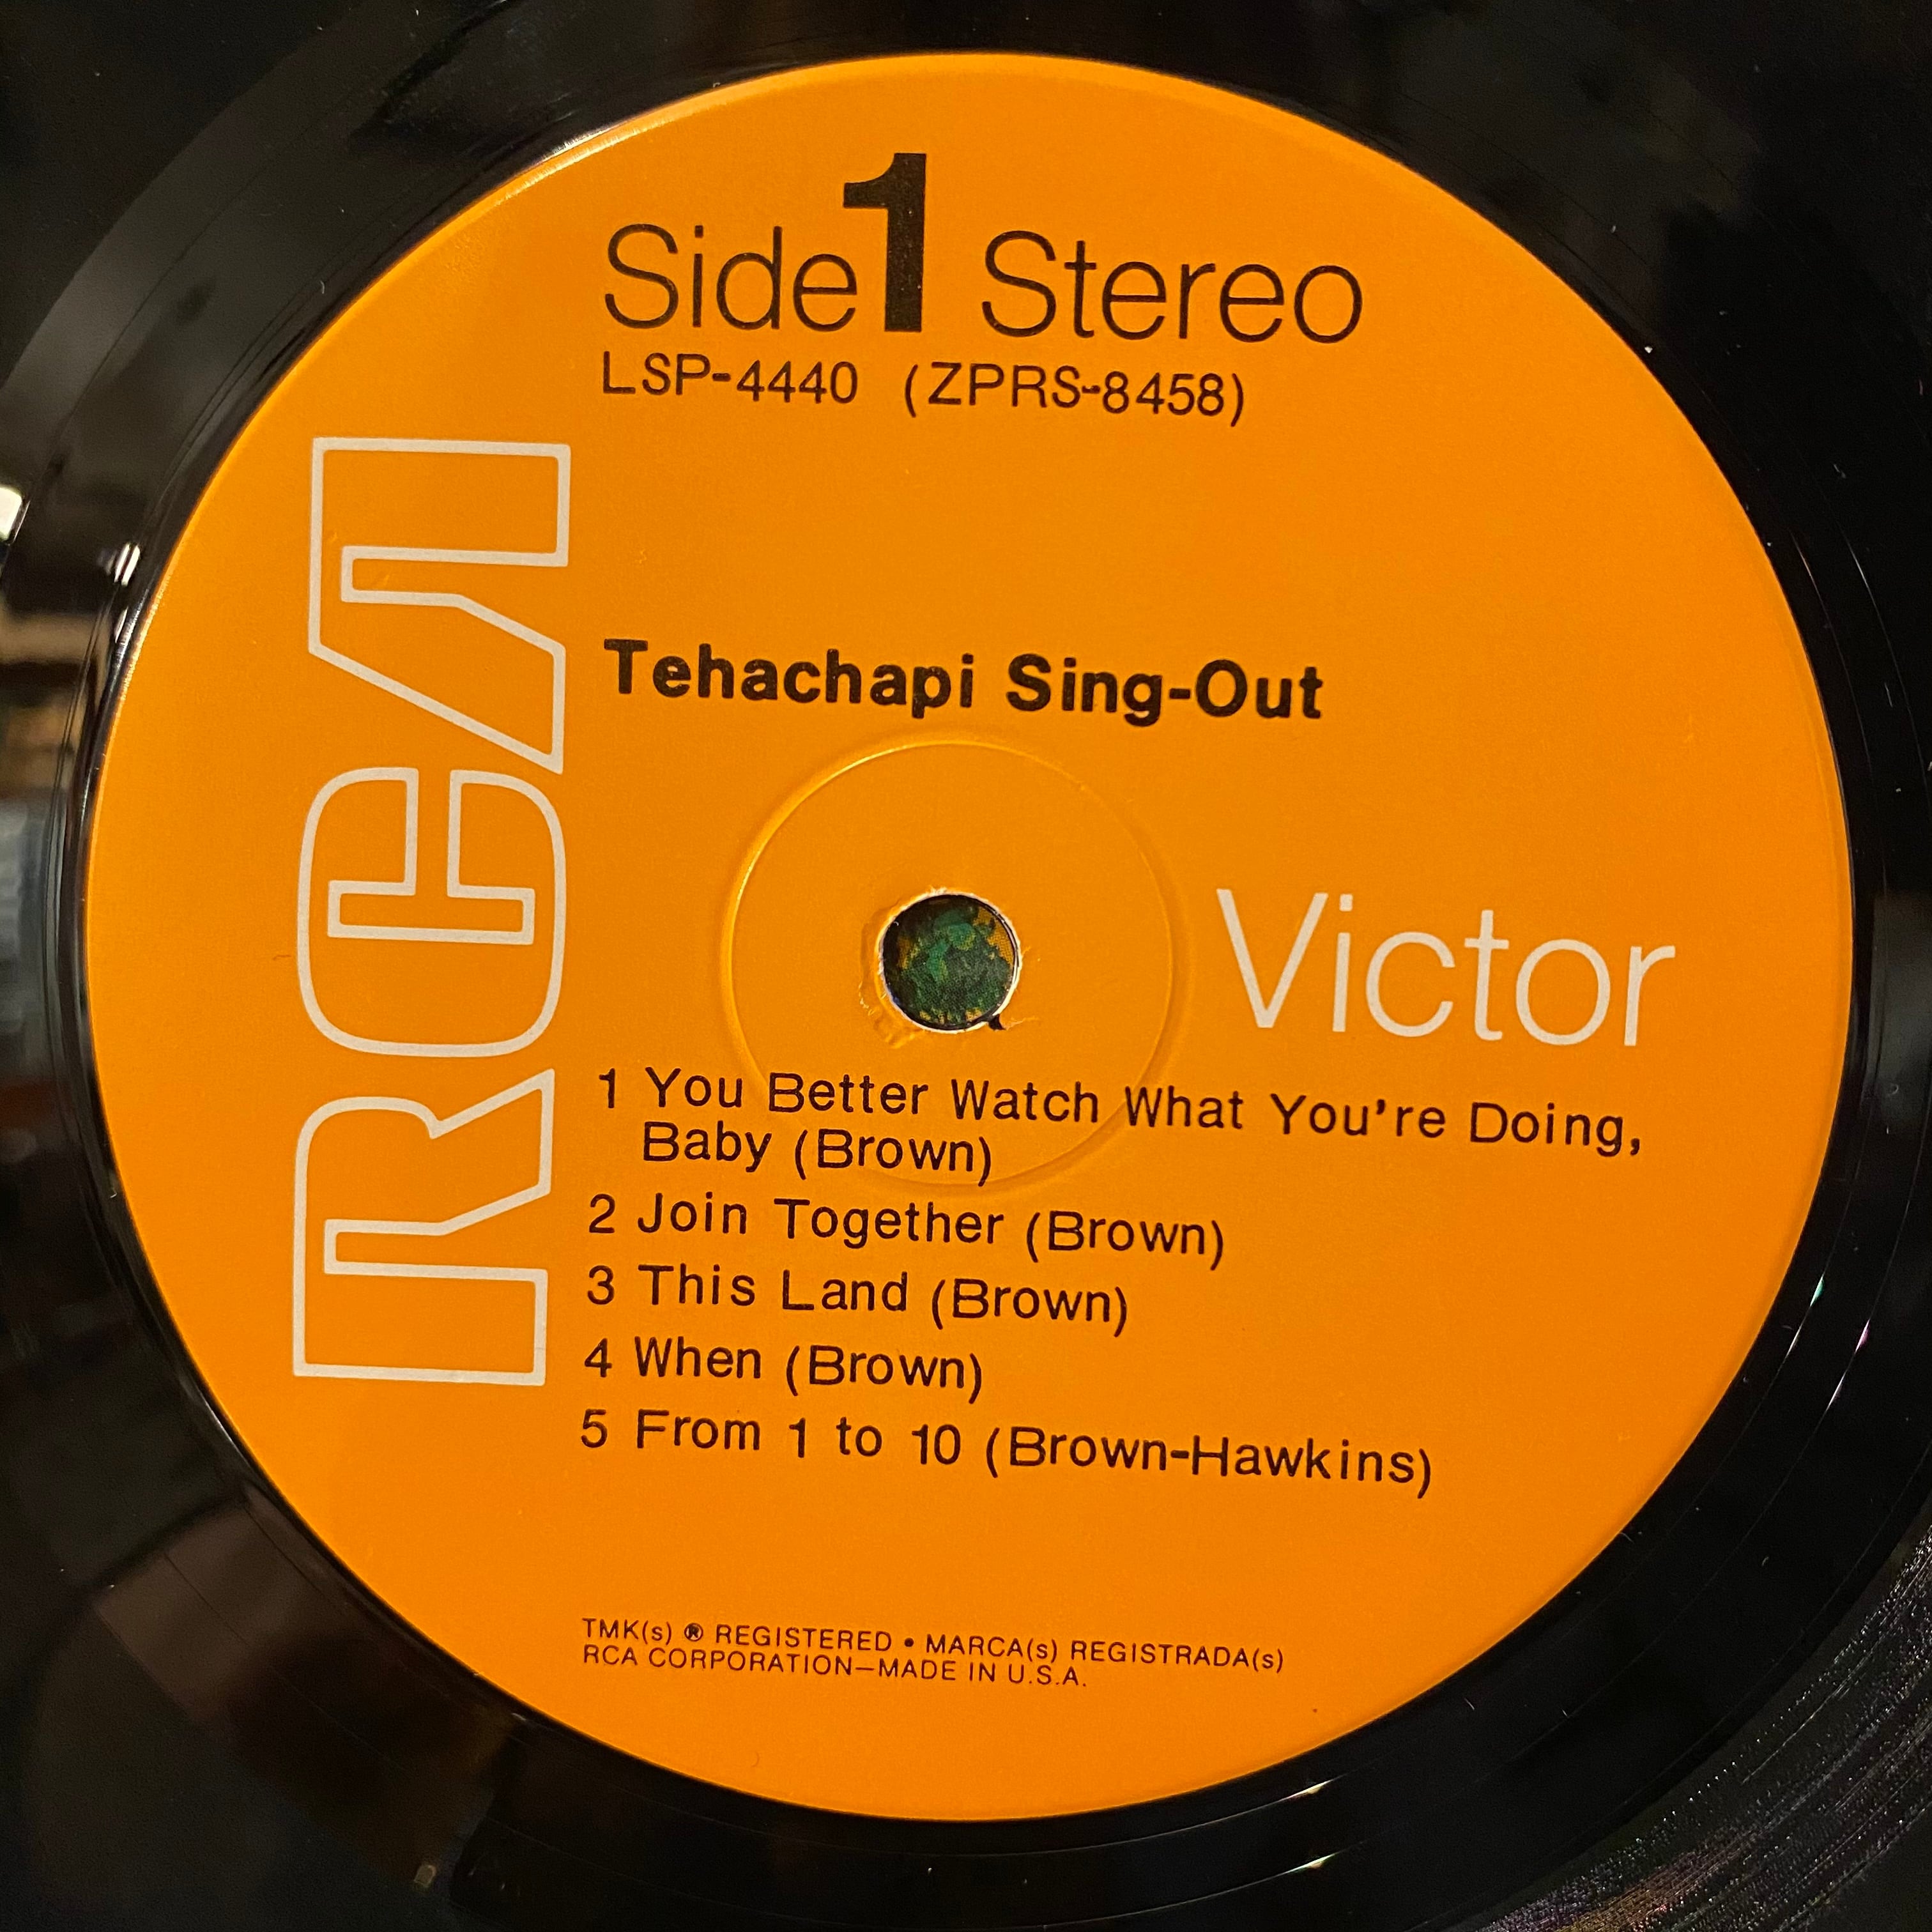 Side 1 Stereo
LSP-4440 (ZPRS-8458)
RCA
Tehachapi Sing-Out
Victor
1 You Better Watch What You're Doing,
Baby (Brown)
2 Join Together (Brown)
3 This Land (Brown)
4 When (Brown)
5 From 1 to 10 (Brown-Hawkins)
TMK(s) ® REGISTERED • MARCA(s) REGISTRADA(s)
RCA CORPORATION—MADE IN U.S.A.